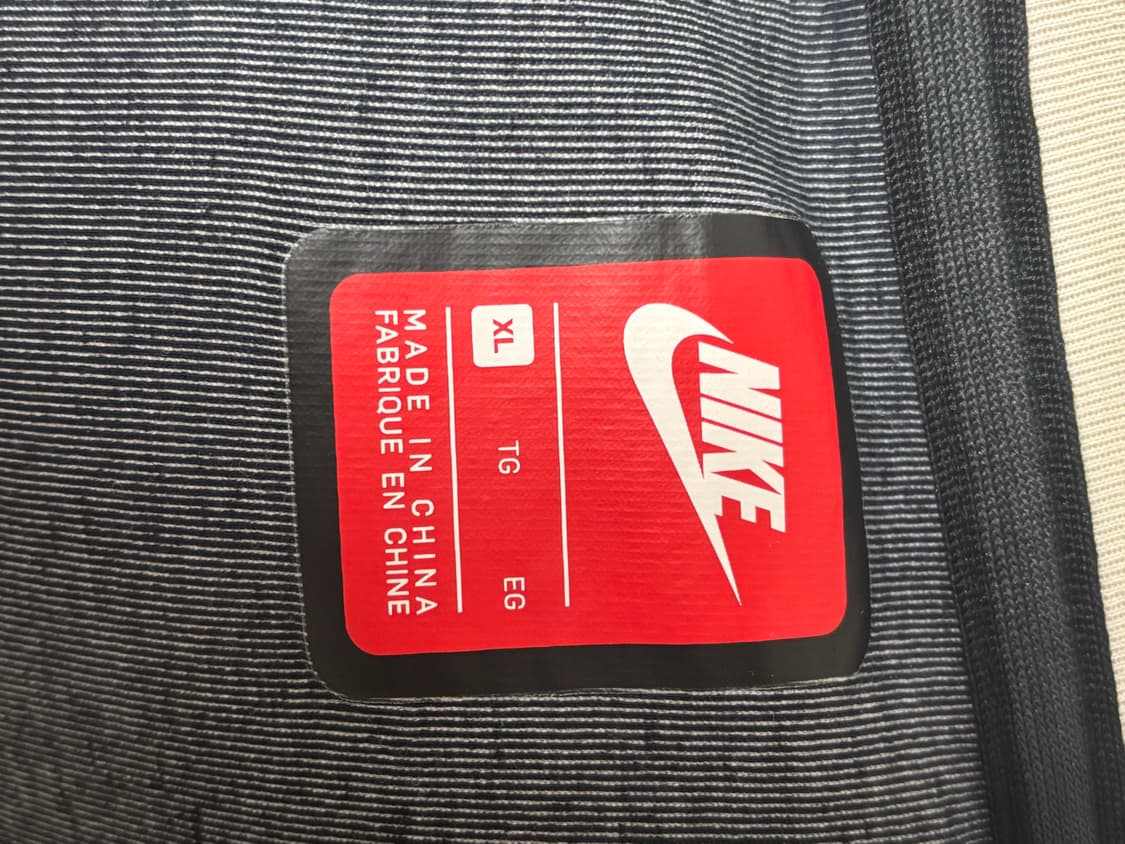 NIKE
XL TG EG
MADE IN CHINA
FABRIQUE EN CHINE